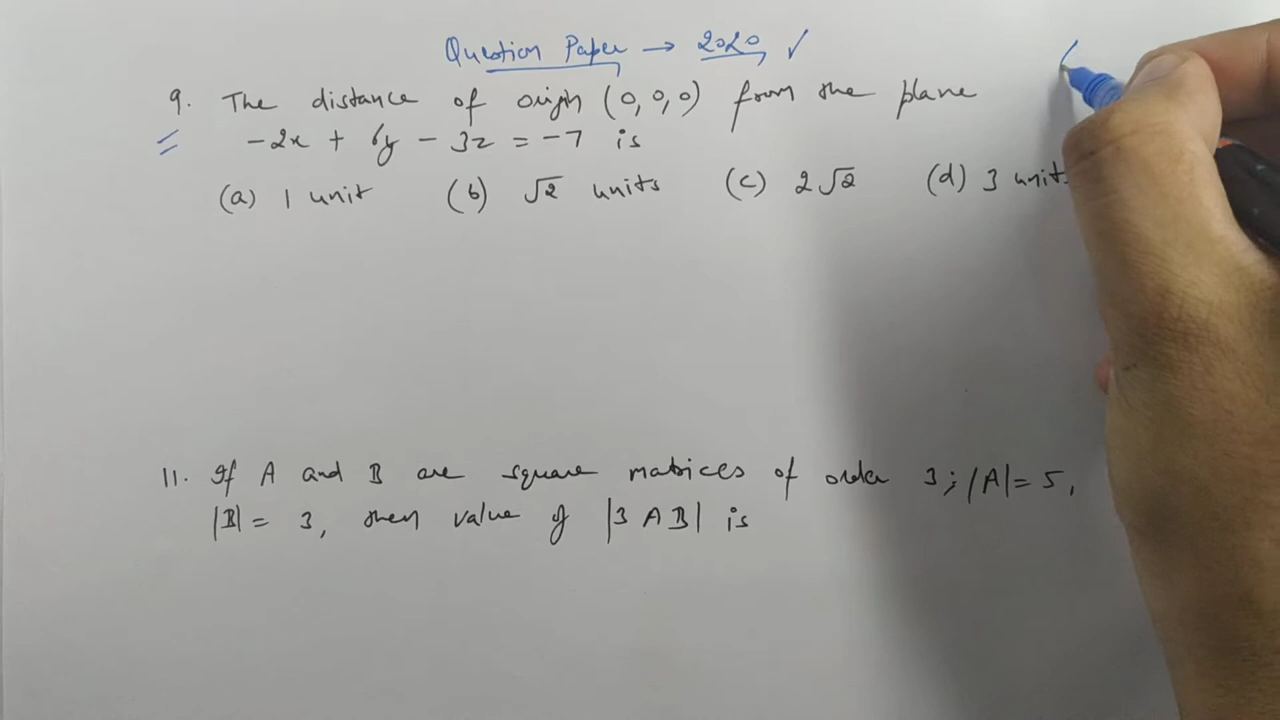 Question Paper → 2020 ✓
9. The distance of origin (0,0,0) from the plane
-2x + 6y - 3z = -7 is
(a) 1 unit (b) √2 units (c) 2√2 (d) 3 units
11. If A and B are square matrices of order 3; |A| = 5,
|B| = 3, then value of |3AB| is